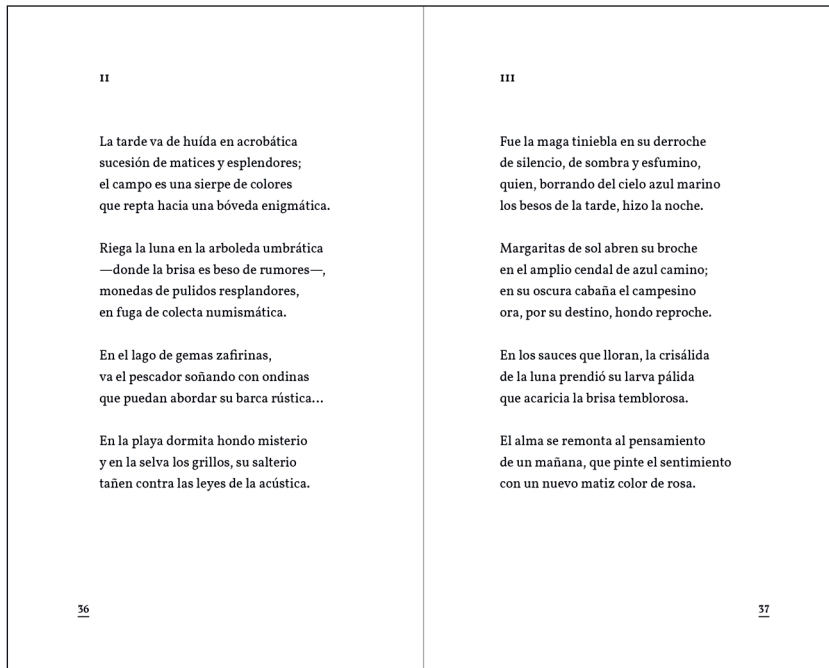 II
La tarde va de huída en acrobática
sucesión de matices y esplendores;
el campo es una sierpe de colores
que repta hacia una bóveda enigmática.
Riega la luna en la arboleda umbrática
—donde la brisa es beso de rumores—,
monedas de pulidos resplandores,
en fuga de colecta numismática.
En el lago de gemas zafirinas,
va el pescador soñando con ondinas
que puedan abordar su barca rústica…
En la playa dormita hondo misterio
y en la selva los grillos, su salterio
tañen contra las leyes de la acústica.
36
III
Fue la maga tiniebla en su derroche
de silencio, de sombra y esfumino,
quien, borrando del cielo azul marino
los besos de la tarde, hizo la noche.
Margaritas de sol abren su broche
en el amplio cendal de azul camino;
en su oscura cabaña el campesino
ora, por su destino, hondo reproche.
En los sauces que lloran, la crisálida
de la luna prendió su larva pálida
que acaricia la brisa temblorosa.
El alma se remonta al pensamiento
de un mañana, que pinte el sentimiento
con un nuevo matiz color de rosa.
37